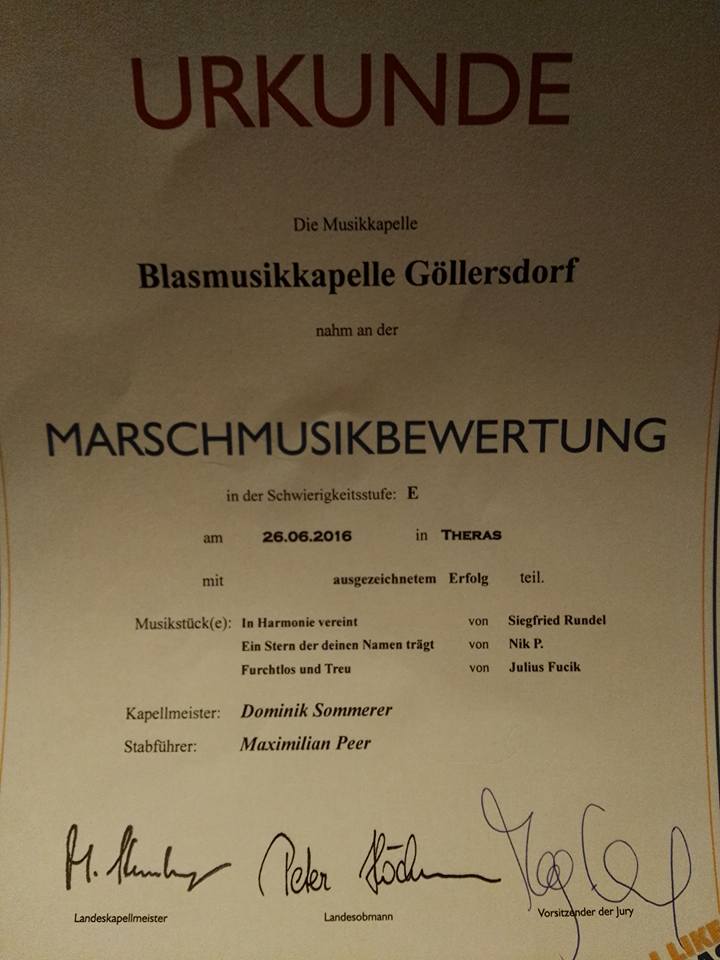 URKUNDE
Die Musikkapelle
Blasmusikkapelle Göllersdorf
nahm an der
MARSCHMUSIKBEWERTUNG
in der Schwierigkeitsstufe: E
am 26.06.2016 in THERAS
mit ausgezeichnetem Erfolg teil.
Musikstück(e): In Harmonie vereint von Siegfried Rundel
Ein Stern der deinen Namen trägt von Nik P.
Furchtlos und Treu von Julius Fucik
Kapellmeister: Dominik Sommerer
Stabführer: Maximilian Peer
Peter
Landeskapellmeister Landesobmann Vorsitzender der Jury
I LIKE